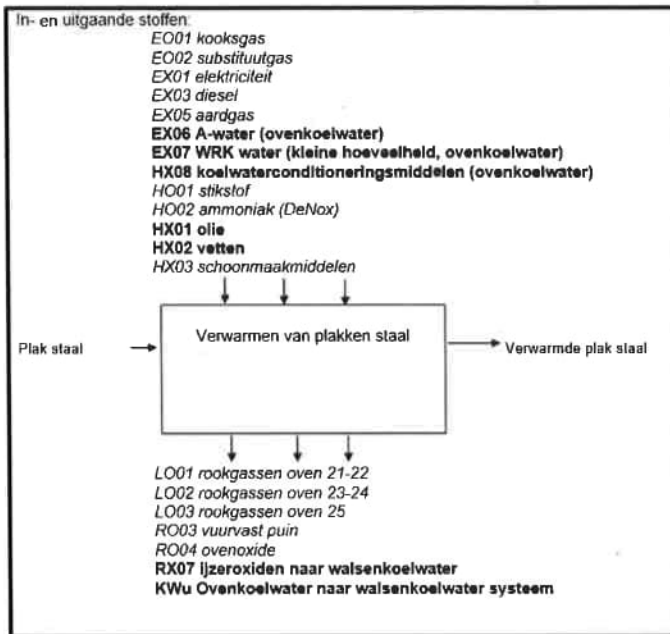 In- en uitgaande stoffen:
EO01 kooksgas
EO02 substituutgas
EX01 elektriciteit
EX03 diesel
EX05 aardgas
EX06 A-water (ovenkoelwater)
EX07 WRK water (kleine hoeveelheid, ovenkoelwater)
HX08 koelwaterconditioneringsmiddelen (ovenkoelwater)
HO01 stikstof
HO02 ammoniak (DeNox)
HX01 olie
HX02 vetten
HX03 schoonmaakmiddelen
Verwarmen van plakken staal
Plak staal
Verwarmde plak staal
LO01 rookgassen oven 21-22
LO02 rookgassen oven 23-24
LO03 rookgassen oven 25
RO03 vuurvast puin
RO04 ovenoxide
RX07 ijzeroxiden naar walsenkoelwater
KWu Ovenkoelwater naar walsenkoelwater systeem